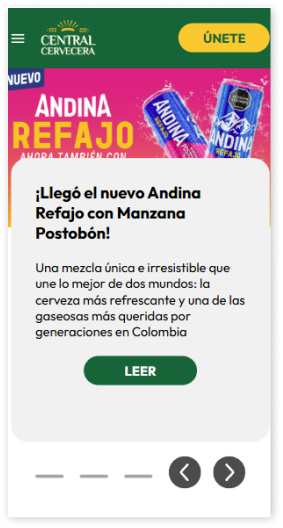 CENTRAL
CERVECERA
ÚNETE
NUEVO
ANDINA
REFAJO
AHORA TAMBIÉN CON
ANDINA
REFAJO
ANDINA
REFAJO
¡Llegó el nuevo Andina
Refajo con Manzana
Postobón!
Una mezcla única e irresistible que
une lo mejor de dos mundos: la
cerveza más refrescante y una de las
gaseosas más queridas por
generaciones en Colombia
LEER